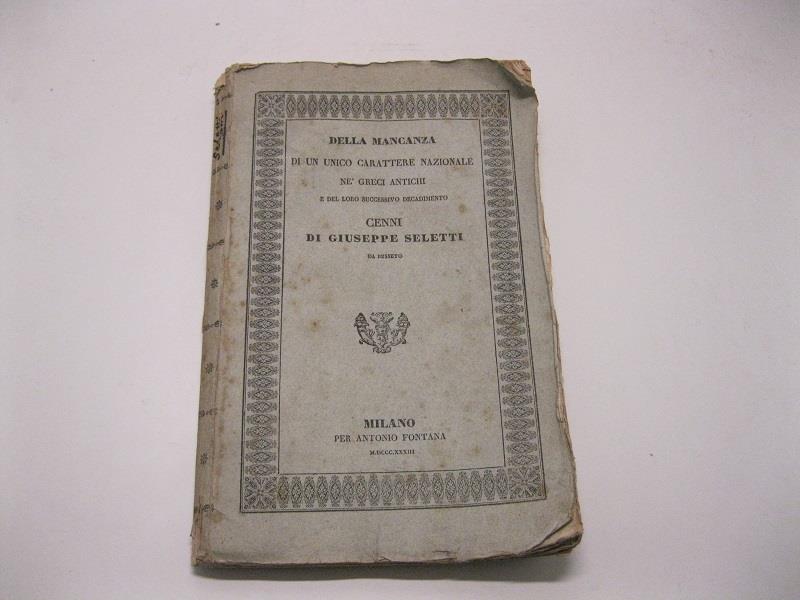 DELLA MANCANZA
DI UN UNICO CARATTERE NAZIONALE
NE' GRECI ANTICHI
E DEL LORO SUCCESSIVO DECADIMENTO
CENNI
DI GIUSEPPE SELETTI
DA BUSSETO
MILANO
PER ANTONIO FONTANA
M.DCCC.XXXIII